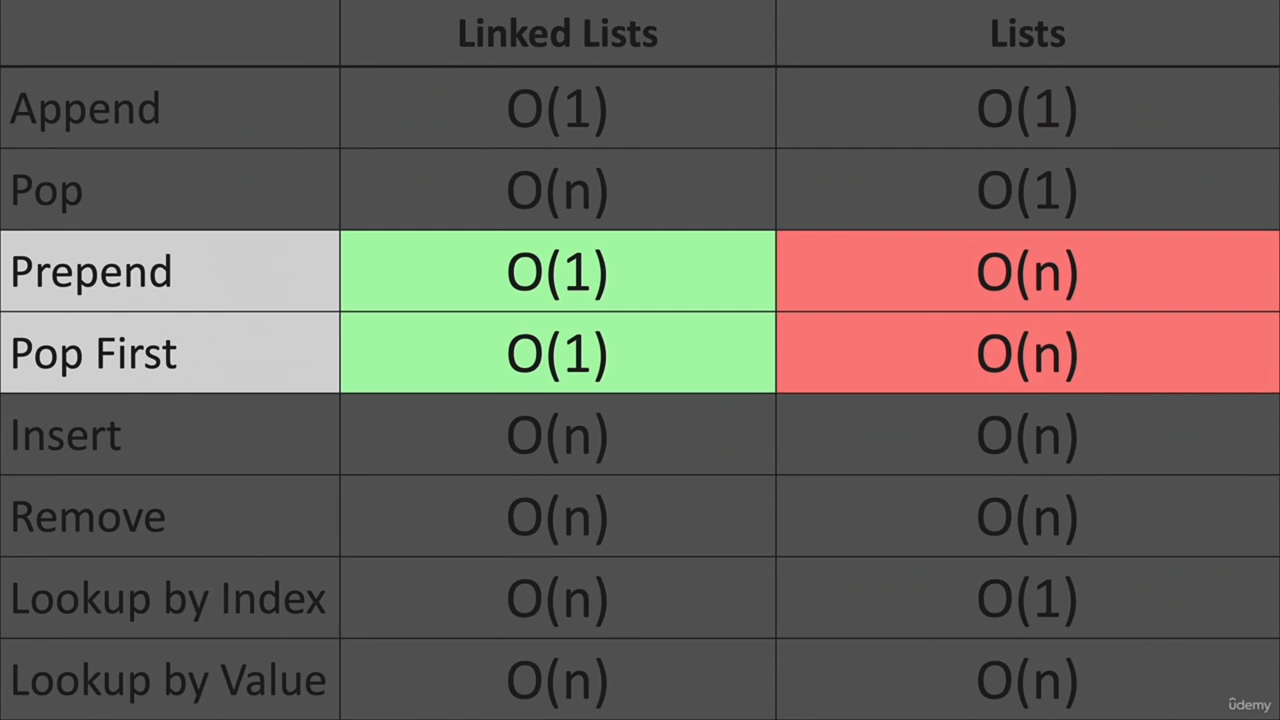 Linked Lists Lists
Append O(1) O(1)
Pop O(n) O(1)
Prepend O(1) O(n)
Pop First O(1) O(n)
Insert O(n) O(n)
Remove O(n) O(n)
Lookup by Index O(n) O(1)
Lookup by Value O(n) O(n)
ûdemy